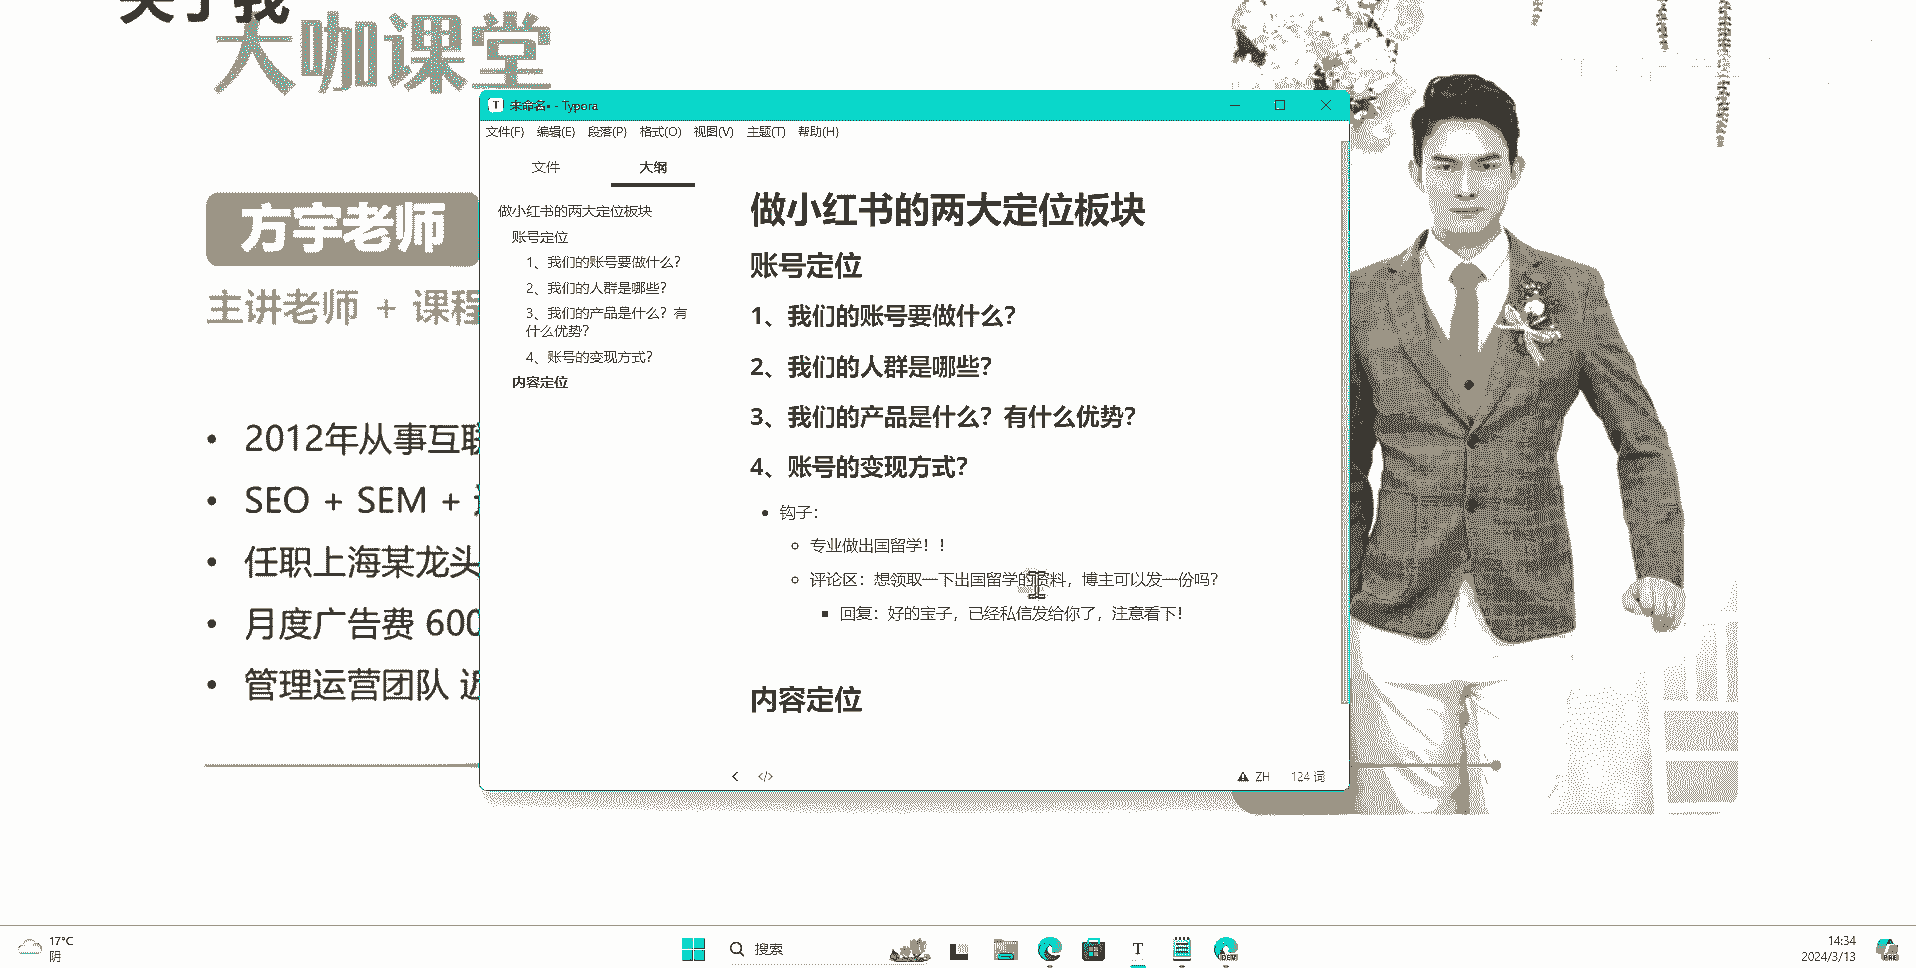 关于我
大咖课堂
方宇老师
主讲老师 + 课程
• 2012年从事互联
• SEO + SEM +
• 任职上海某龙头
• 月度广告费 600
• 管理运营团队 近
未命名• - Typora
文件(F) 编辑(E) 段落(P) 格式(O) 视图(V) 主题(T) 帮助(H)
文件 大纲
做小红书的两大定位板块
账号定位
1、我们的账号要做什么？
2、我们的人群是哪些？
3、我们的产品是什么？有
什么优势？
4、账号的变现方式？
内容定位
做小红书的两大定位板块
账号定位
1、我们的账号要做什么？
2、我们的人群是哪些？
3、我们的产品是什么？有什么优势？
4、账号的变现方式？
• 钩子：
专业做出国留学！！
评论区：想领取一下出国留学的资料，博主可以发一份吗？
回复：好的宝子，已经私信发给你了，注意看下！
内容定位
</> ZH 124 词
17°C
阴
搜索
14:34
2024/3/13